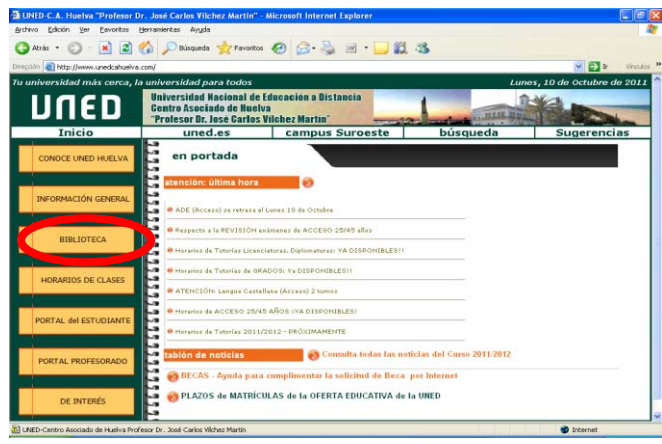 UNED-C.A. Huelva "Profesor Dr. José Carlos Vílchez Martín" - Microsoft Internet Explorer
Archivo Edición Ver Favoritos Herramientas Ayuda
Atrás Búsqueda Favoritos
Dirección http://www.unedcahuelva.com/ Ir Vínculos
Tu universidad más cerca, la universidad para todos Lunes, 10 de Octubre de 2011
UNED
Universidad Nacional de Educación a Distancia
Centro Asociado de Huelva
"Profesor Dr. José Carlos Vílchez Martín"
Inicio uned.es campus Suroeste búsqueda Sugerencias
CONOCE UNED HUELVA
INFORMACIÓN GENERAL
BIBLIOTECA
HORARIOS DE CLASES
PORTAL del ESTUDIANTE
PORTAL PROFESORADO
DE INTERÉS
en portada
atención: última hora
ADE (Acceso) se retrasa al Lunes 10 de Octubre
Respecto a la REVISIÓN exámenes de ACCESO 25/45 años
Horarios de Tutorías Licenciaturas, Diplomaturas: YA DISPONIBLES!!
Horarios de Tutorías de GRADOS: Ya DISPONIBLES!!
ATENCIÓN: Lengua Castellana (Acceso) 2 turnos
Horarios de ACCESO 25/45 AÑOS ¡YA DISPONIBLES!
Horarios de Tutorías 2011/2012 - PRÓXIMAMENTE
tablón de noticias Consulta todas las noticias del Curso 2011/2012
BECAS - Ayuda para cumplimentar la solicitud de Beca por Internet
PLAZOS de MATRÍCULAS de la OFERTA EDUCATIVA de la UNED
UNED-Centro Asociado de Huelva Profesor Dr. José Carlos Vílchez Martín Internet